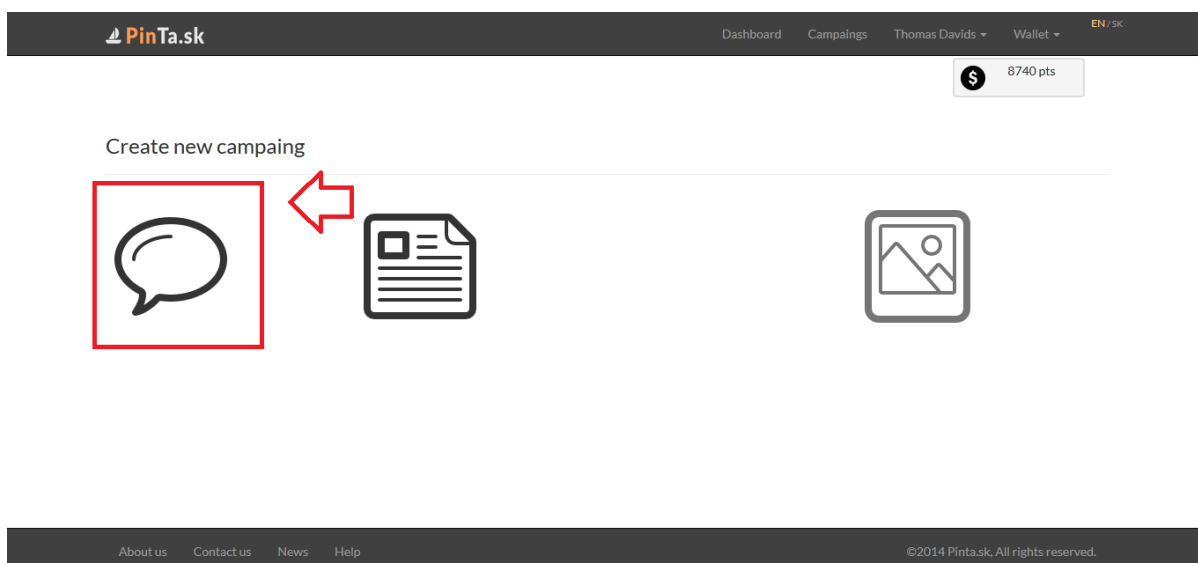 PinTa.sk Dashboard Campaings Thomas Davids Wallet EN / SK
8740 pts
Create new campaing
About us Contact us News Help ©2014 Pinta.sk, All rights reserved.